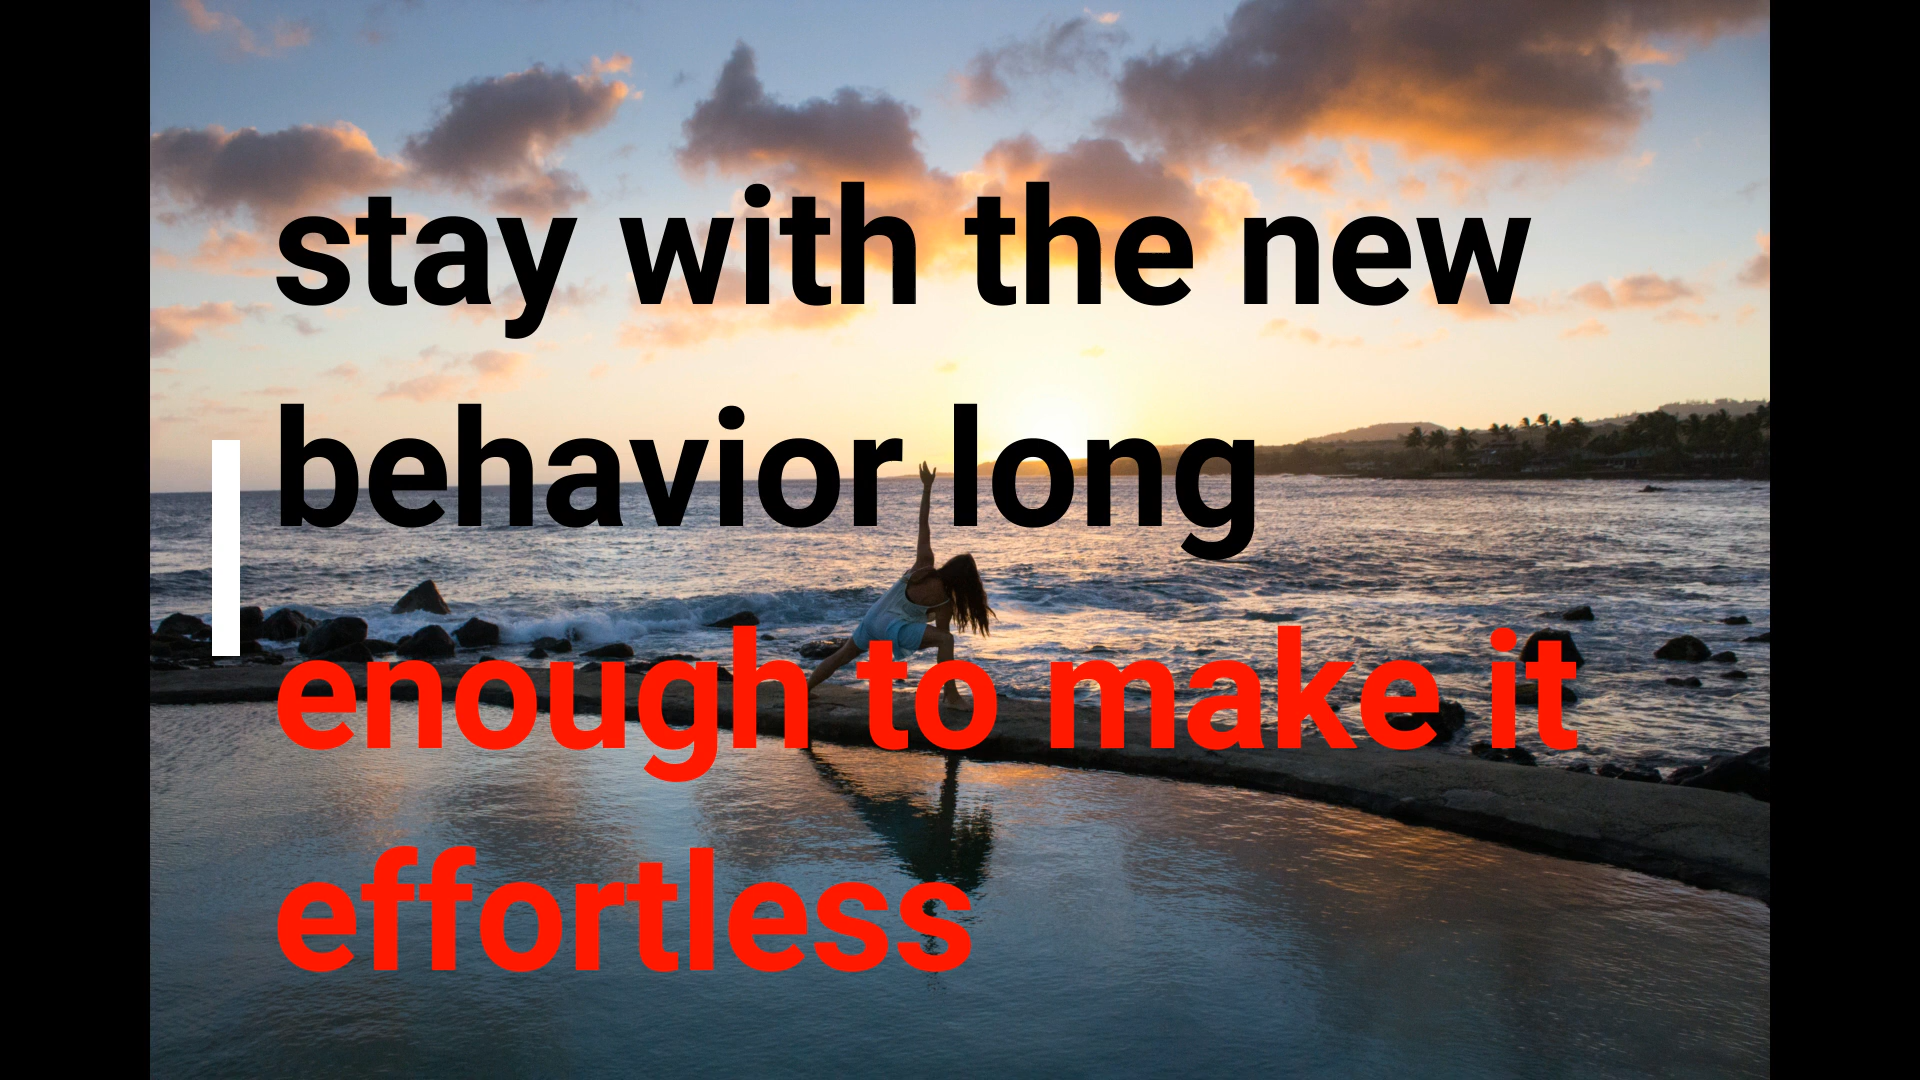 stay with the new
behavior long
enough to make it
effortless